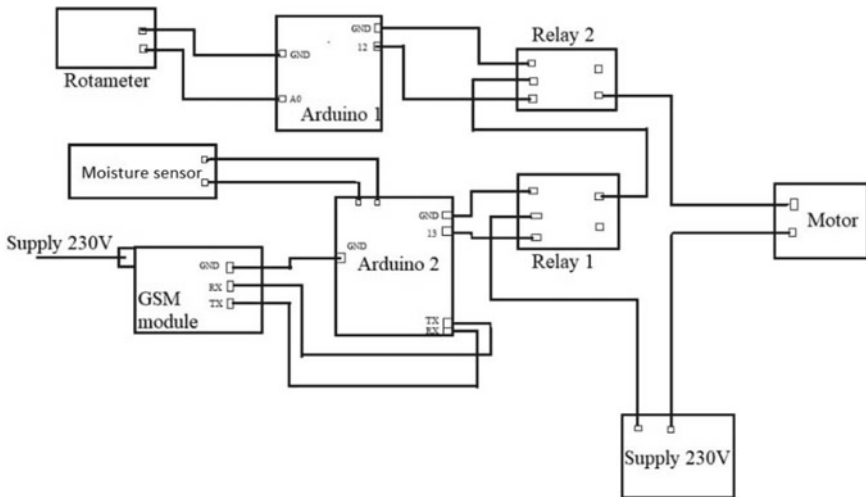 GND
12
Relay 2
GND
Rotameter
A0
Arduino 1
Moisture sensor
GND
13
Motor
Supply 230V
GND
Arduino 2
Relay 1
GND
RX
GSM
module
TX
TX
RX
Supply 230V